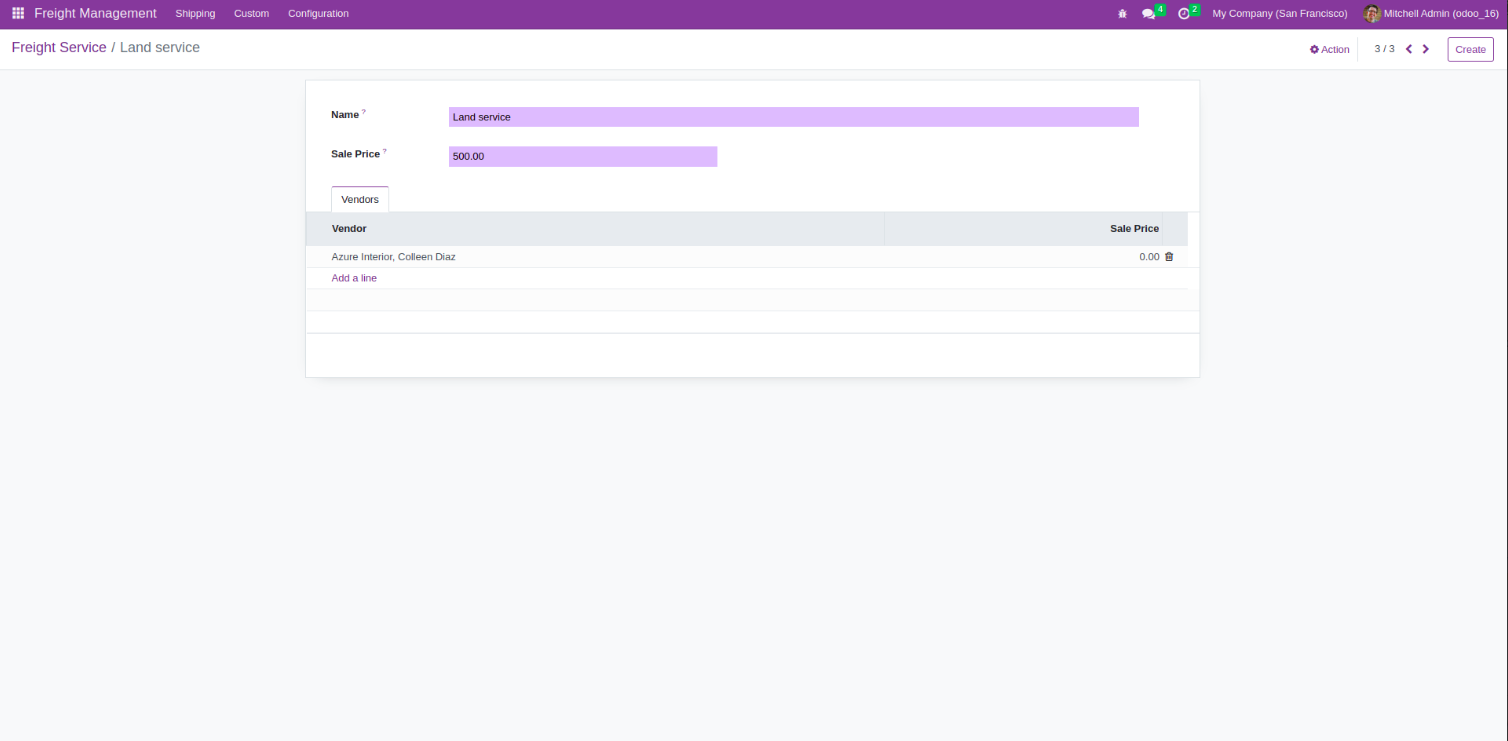 Freight Management Shipping Custom Configuration 4 2 My Company (San Francisco) Mitchell Admin (odoo_16)
Freight Service / Land service Action 3 / 3 Create
Name ? Land service
Sale Price ? 500.00
Vendors
Vendor Sale Price
Azure Interior, Colleen Diaz 0.00
Add a line